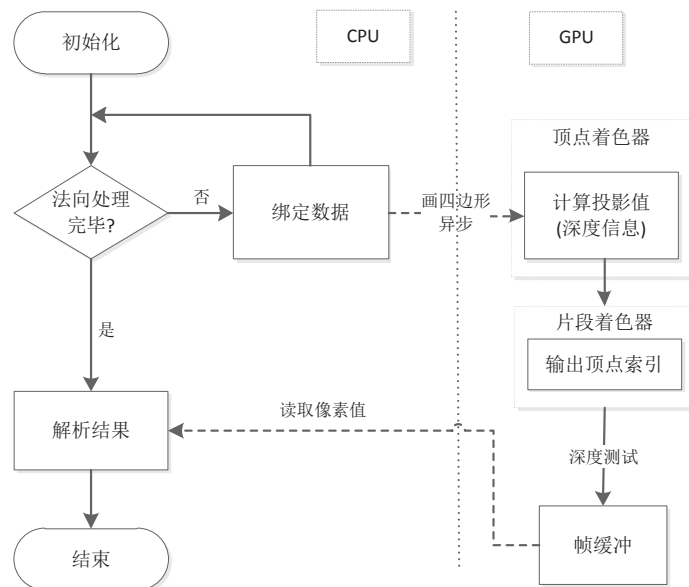 初始化
CPU
GPU
顶点着色器
法向处理
完毕?
否
绑定数据
画四边形
异步
计算投影值
(深度信息)
是
片段着色器
输出顶点索引
解析结果
读取像素值
深度测试
结束
帧缓冲